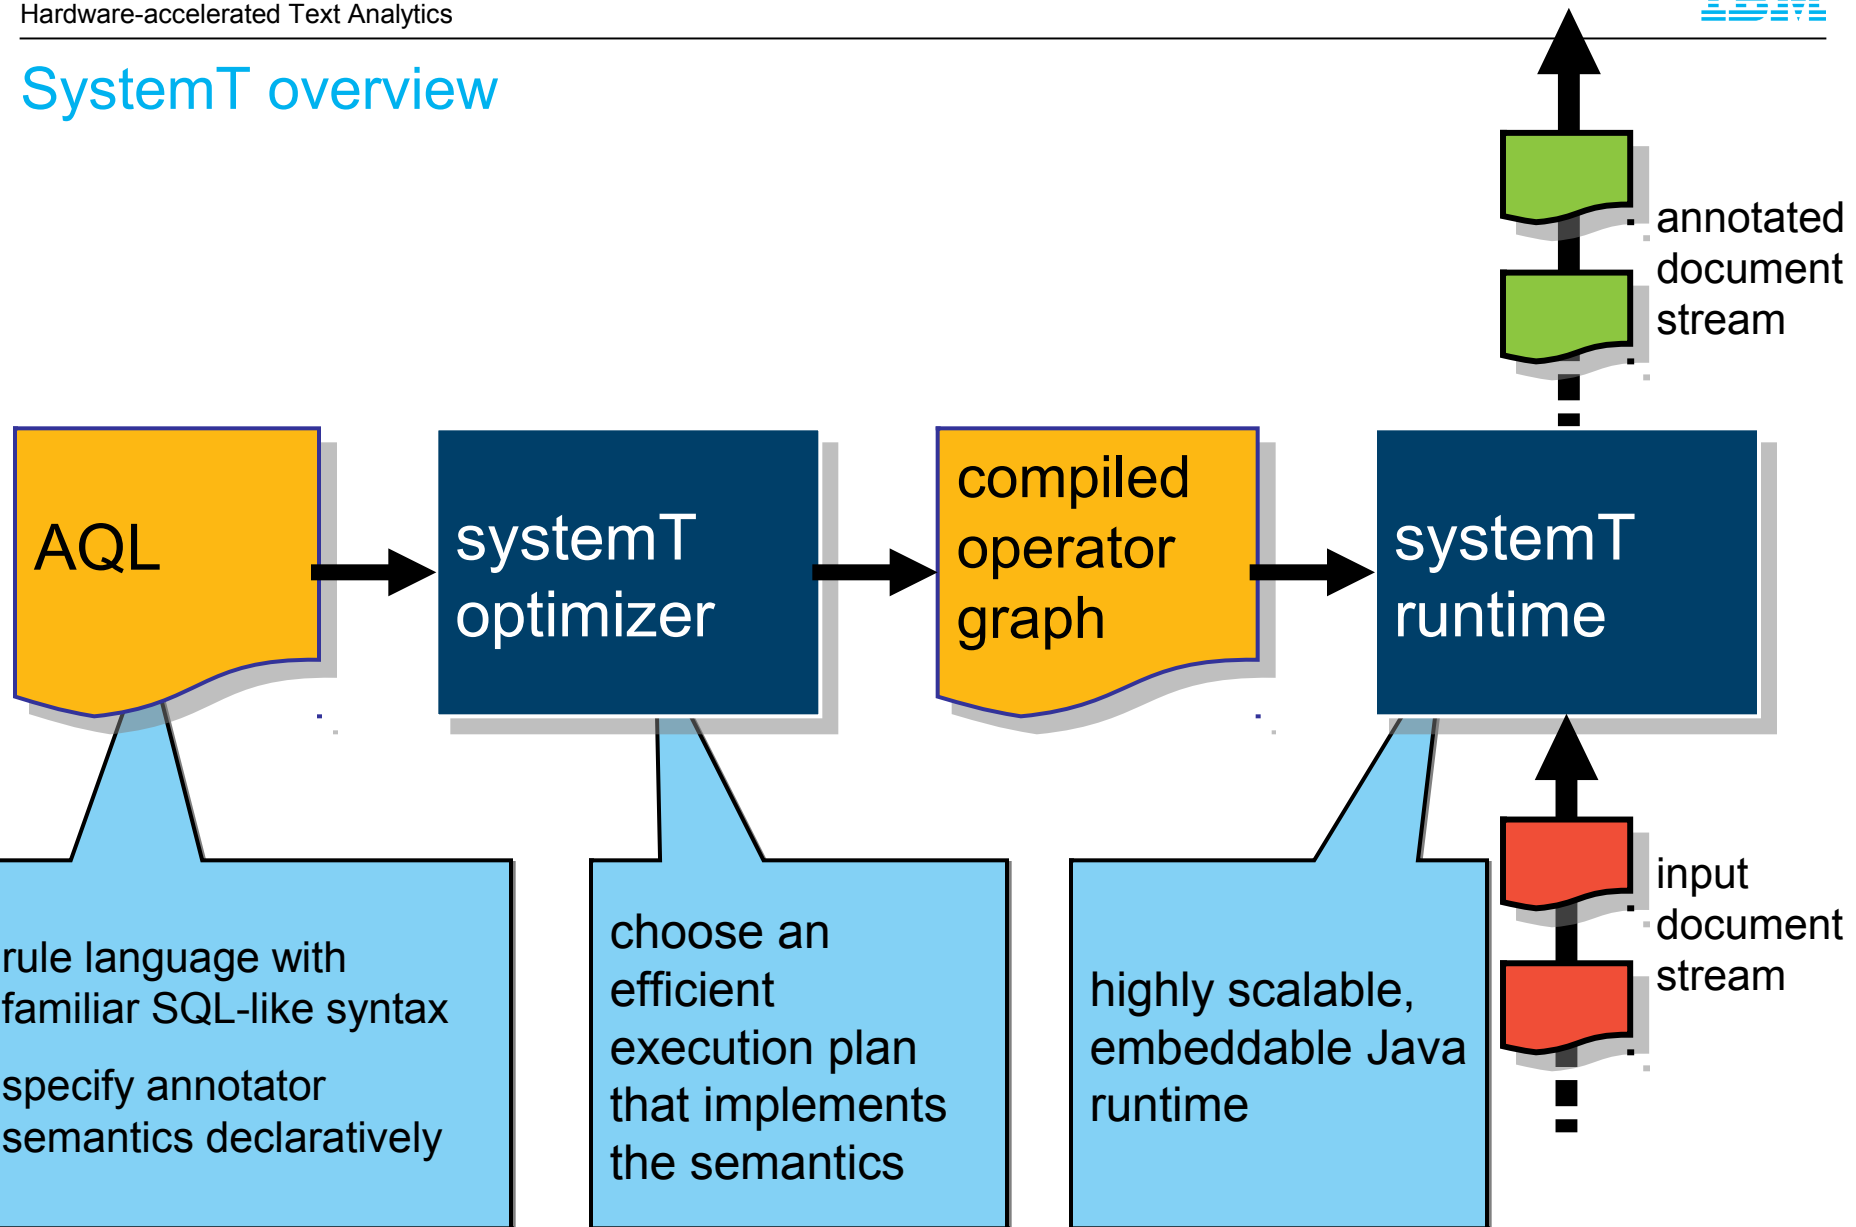 Hardware-accelerated Text Analytics
IBM
SystemT overview
annotated
document
stream
AQL
systemT
optimizer
compiled
operator
graph
systemT
runtime
rule language with
familiar SQL-like syntax
specify annotator
semantics declaratively
choose an
efficient
execution plan
that implements
the semantics
highly scalable,
embeddable Java
runtime
input
document
stream